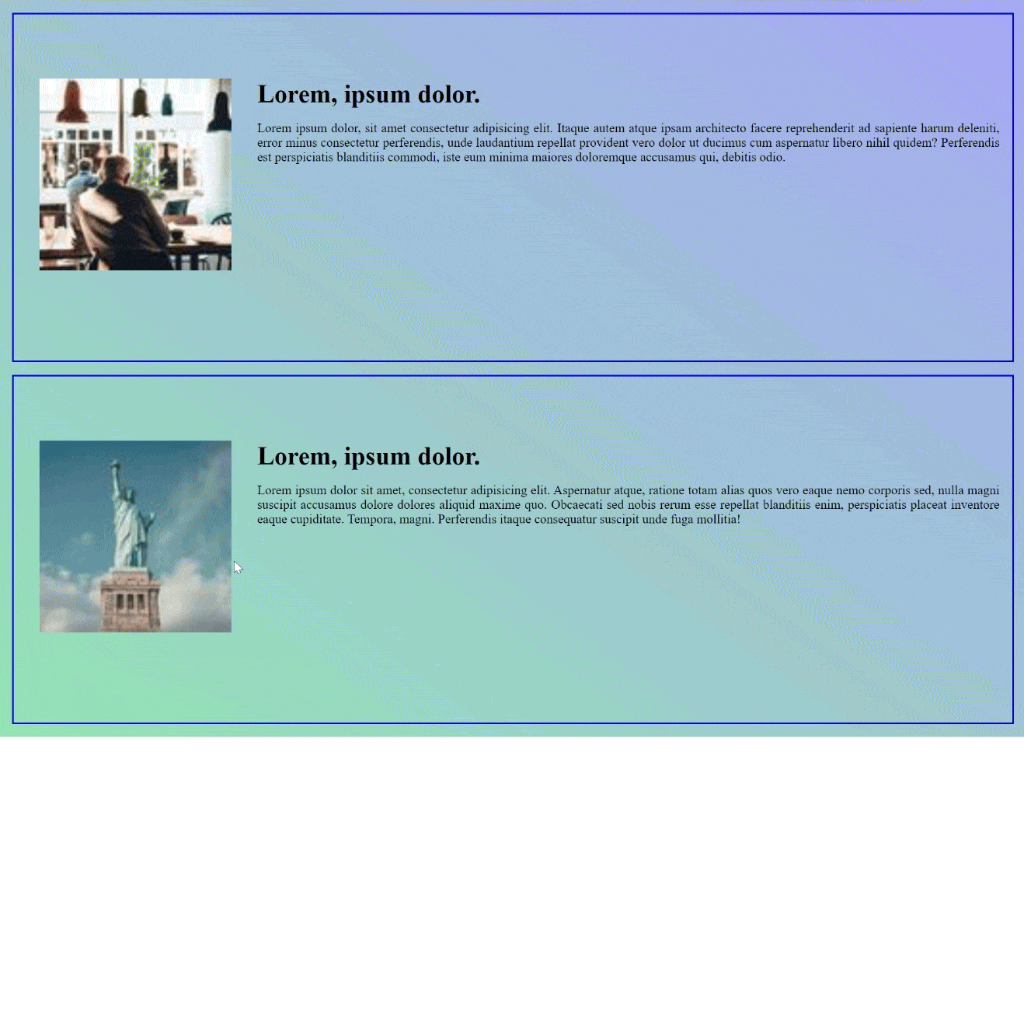 Lorem, ipsum dolor.
Lorem ipsum dolor, sit amet consectetur adipisicing elit. Itaque autem atque ipsam architecto facere reprehenderit ad sapiente harum deleniti,
error minus consectetur perferendis, unde laudantium repellat provident vero dolor ut ducimus cum aspernatur libero nihil quidem? Perferendis
est perspiciatis blanditiis commodi, iste eum minima maiores doloremque accusamus qui, debitis odio.
Lorem, ipsum dolor.
Lorem ipsum dolor sit amet, consectetur adipisicing elit. Aspernatur atque, ratione totam alias quos vero eaque nemo corporis sed, nulla magni
suscipit accusamus dolore dolores aliquid maxime quo. Obcaecati sed nobis rerum esse repellat blanditiis enim, perspiciatis placeat inventore
eaque cupiditate. Tempora, magni. Perferendis itaque consequatur suscipit unde fuga mollitia!